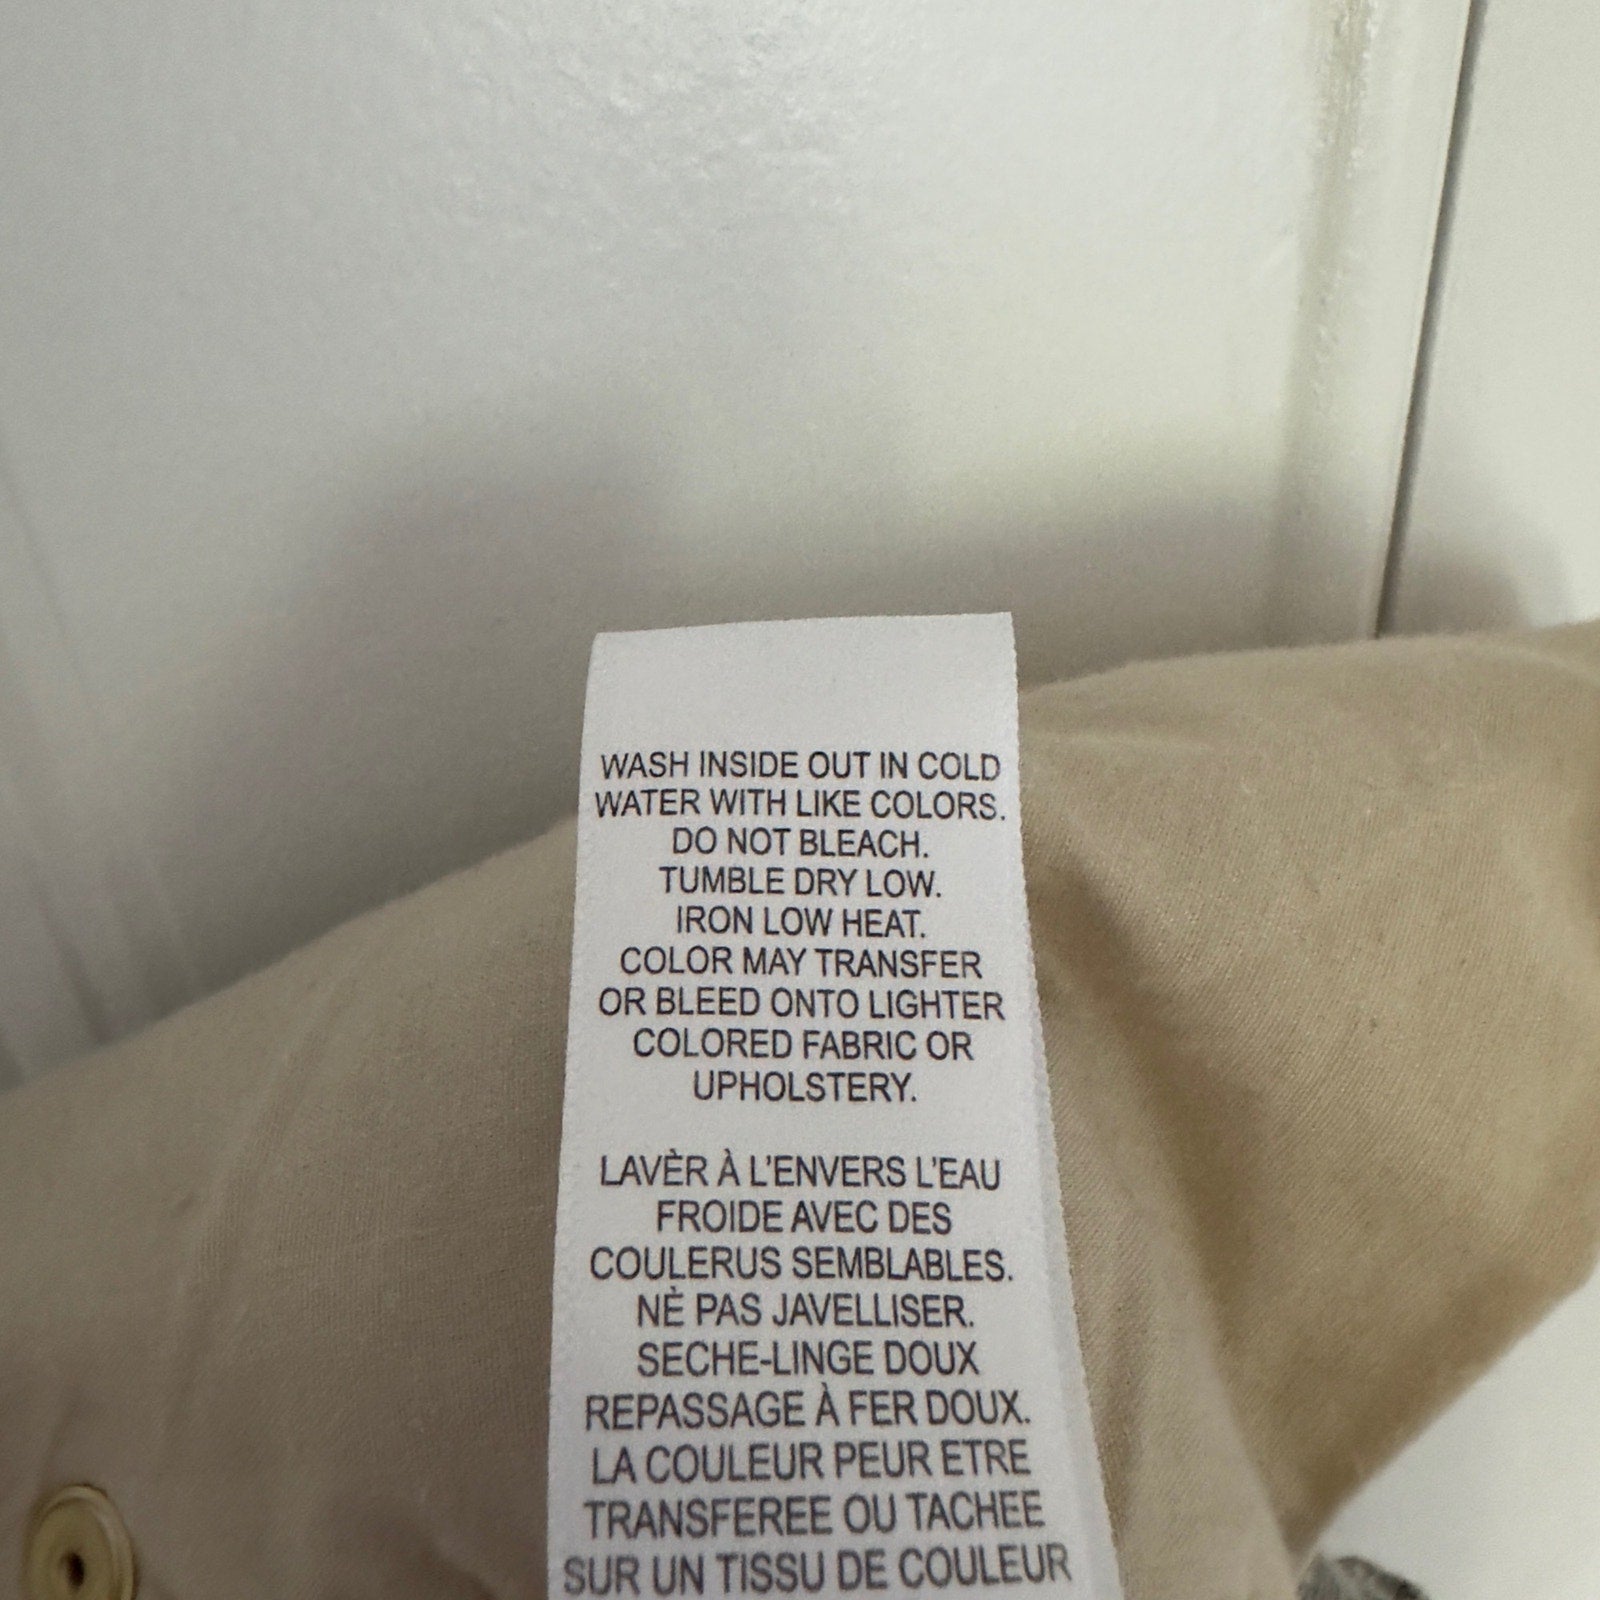 WASH INSIDE OUT IN COLD
WATER WITH LIKE COLORS.
DO NOT BLEACH.
TUMBLE DRY LOW.
IRON LOW HEAT.
COLOR MAY TRANSFER
OR BLEED ONTO LIGHTER
COLORED FABRIC OR
UPHOLSTERY.
LAVÈR À L'ENVERS L'EAU
FROIDE AVEC DES
COULERUS SEMBLABLES.
NÈ PAS JAVELLISER.
SECHE-LINGE DOUX
REPASSAGE À FER DOUX.
LA COULEUR PEUR ETRE
TRANSFEREE OU TACHEE
SUR UN TISSU DE COULEUR